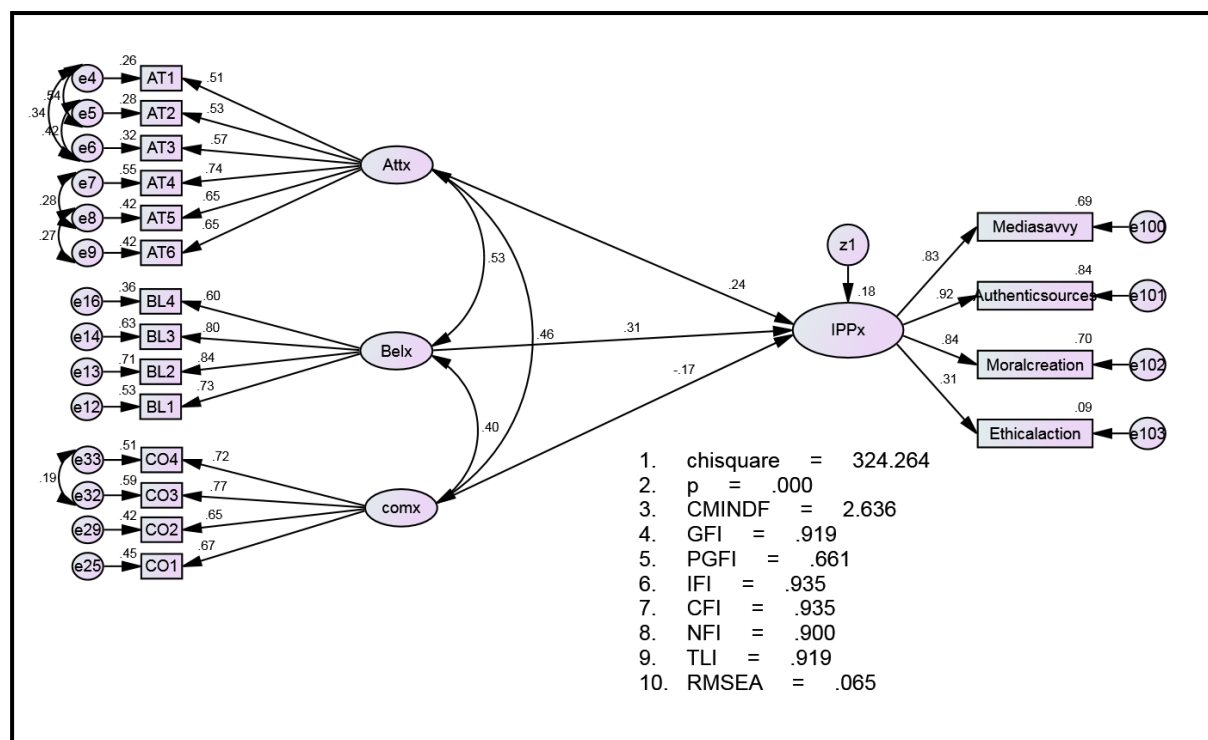 .26
e4
AT1
.51
.54
.28
e5
AT2
.53
.34
.42
.32
e6
AT3
.57
.55
e7
AT4
.74
.28
.42
e8
AT5
.65
.27
.42
e9
AT6
.65
Attx
.53
.46
.24
.36
e16
BL4
.60
.63
e14
BL3
.80
.71
e13
BL2
.84
.53
e12
BL1
.73
Belx
.31
.40
.51
e33
CO4
.72
.19
.59
e32
CO3
.77
.42
e29
CO2
.65
.45
e25
CO1
.67
comx
-.17
z1
.18
IPPx
.69
Mediasavvy
e100
.83
.84
Authenticsources
e101
.92
.70
Moralcreation
e102
.84
.09
Ethicalaction
e103
.31
1. chisquare = 324.264
2. p = .000
3. CMINDF = 2.636
4. GFI = .919
5. PGFI = .661
6. IFI = .935
7. CFI = .935
8. NFI = .900
9. TLI = .919
10. RMSEA = .065